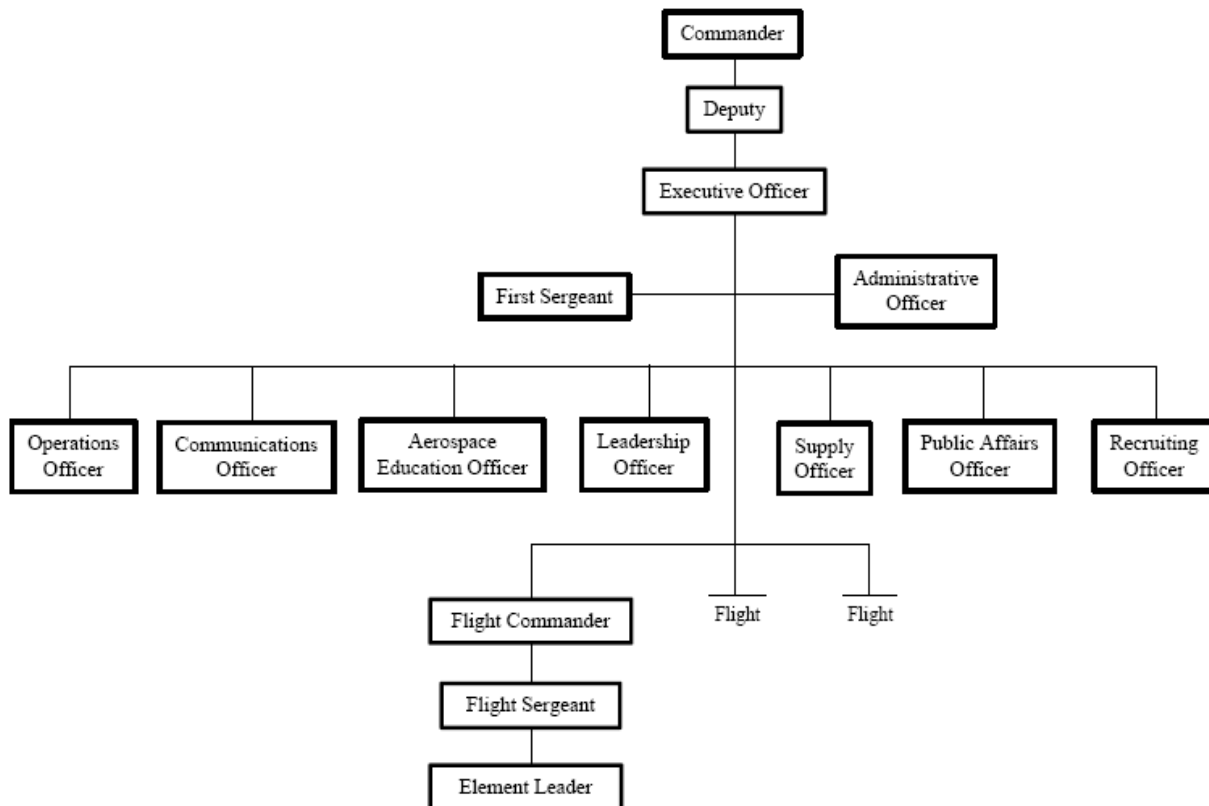 Commander
Deputy
Executive Officer
First Sergeant
Administrative
Officer
Operations
Officer
Communications
Officer
Aerospace
Education Officer
Leadership
Officer
Supply
Officer
Public Affairs
Officer
Recruiting
Officer
Flight Commander
Flight
Flight
Flight Sergeant
Element Leader